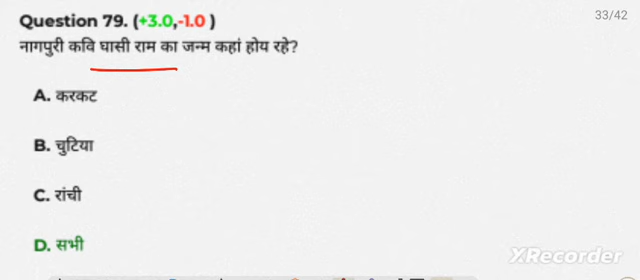 33/42
Question 79. (+3.0,-1.0 )
नागपुरी कवि घासी राम का जन्म कहां होय रहे?
A. करकट
B. चुटिया
C. रांची
D. सभी
XRecorder